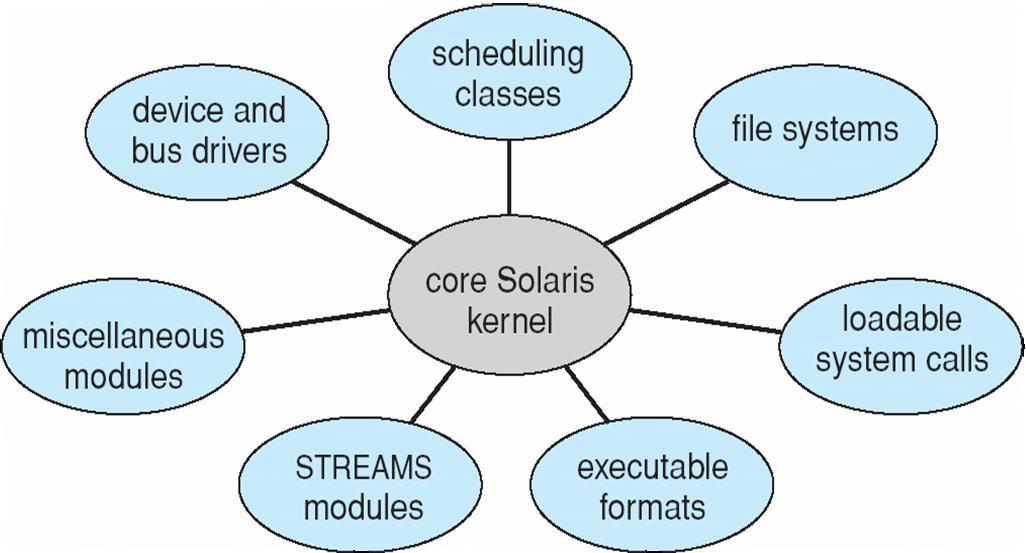 scheduling
classes
device and
bus drivers
file systems
core Solaris
kernel
miscellaneous
modules
loadable
system calls
STREAMS
modules
executable
formats